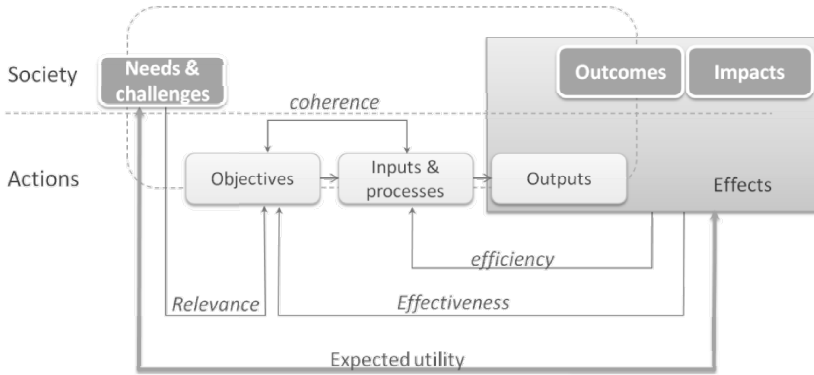 Society
Needs &
challenges
Outcomes
Impacts
coherence
Actions
Objectives
Inputs &
processes
Outputs
Effects
efficiency
Relevance
Effectiveness
Expected utility